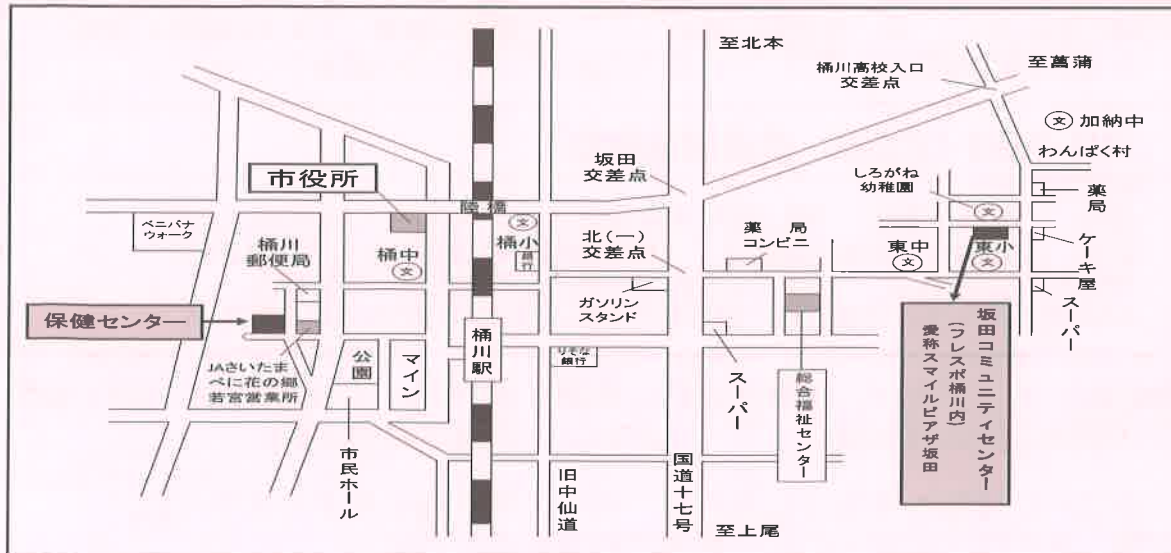 至北本
桶川高校入口
交差点
至菖蒲
文 加納中
わんぱく村
坂田
交差点
しろがね
幼稚園
文
薬局
市役所
陸橋
文
桶小
銀行
ベニバナ
ウォーク
桶川
郵便局
桶中
文
北(一)
交差点
薬局
コンビニ
東中
文
東小
文
ケーキ屋
ガソリン
スタンド
スーパー
保健センター
桶川駅
JAさいたま
べに花の郷
若宮営業所
公園
マイン
りそな
銀行
スーパー
総合福祉センター
坂田コミュニティセンター
(フレスポ桶川内)
愛称スマイルピアザ坂田
市民ホール
旧中仙道
国道十七号
至上尾